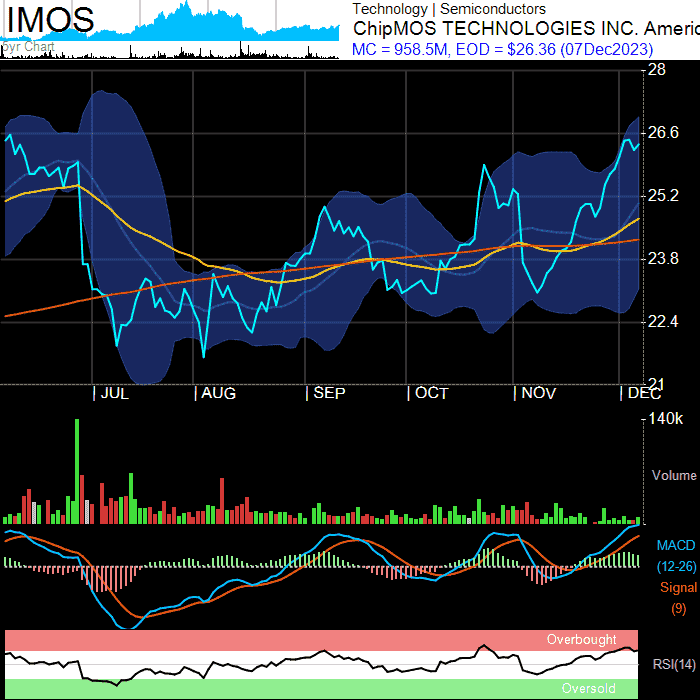 IMOS
5yr Chart
Technology | Semiconductors
ChipMOS TECHNOLOGIES INC. Americ
MC = 958.5M, EOD = $26.36 (07Dec2023)
28
26.6
25.2
23.8
22.4
21
| JUL
| AUG
| SEP
| OCT
| NOV
| DEC
140k
Volume
MACD
(12-26)
Signal
(9)
Overbought
RSI(14)
Oversold